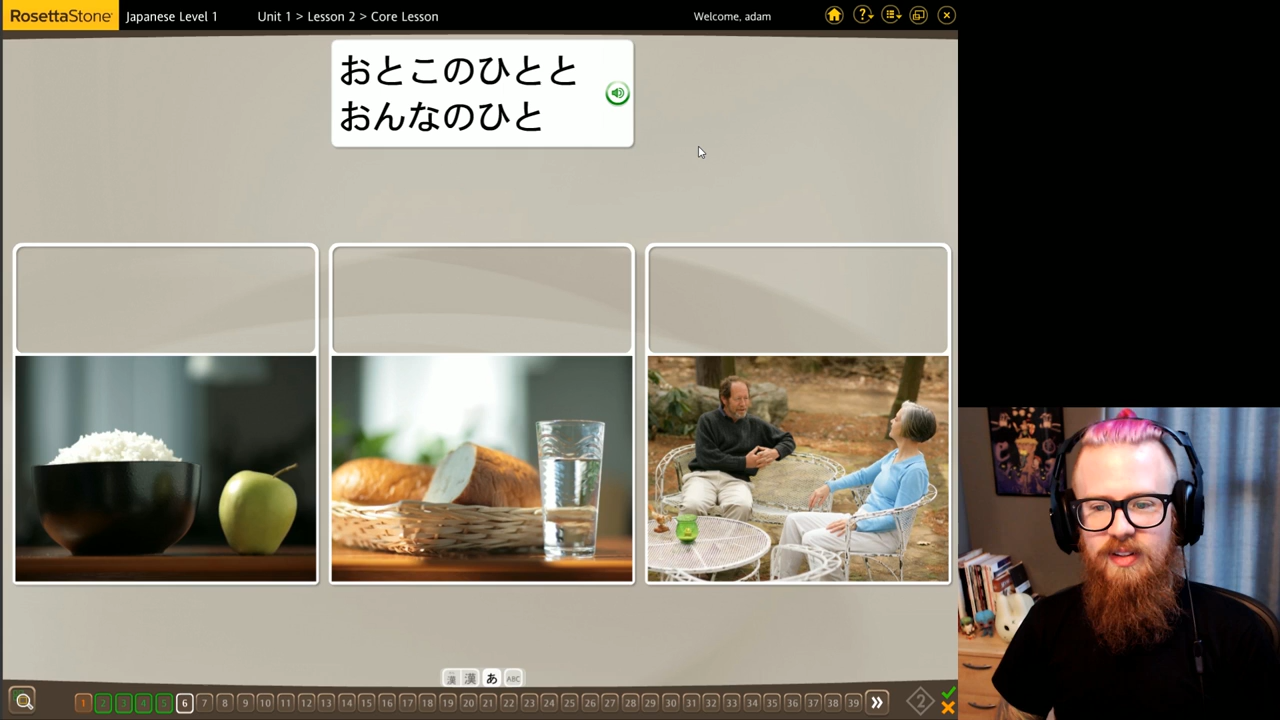 RosettaStone
Japanese Level 1
Unit 1 > Lesson 2 > Core Lesson
Welcome, adam
おとこのひとと
おんなのひと
漢 漢 あ ABC
1 2 3 4 5 6 7 8 9 10 11 12 13 14 15 16 17 18 19 20 21 22 23 24 25 26 27 28 29 30 31 32 33 34 35 36 37 38 39
2